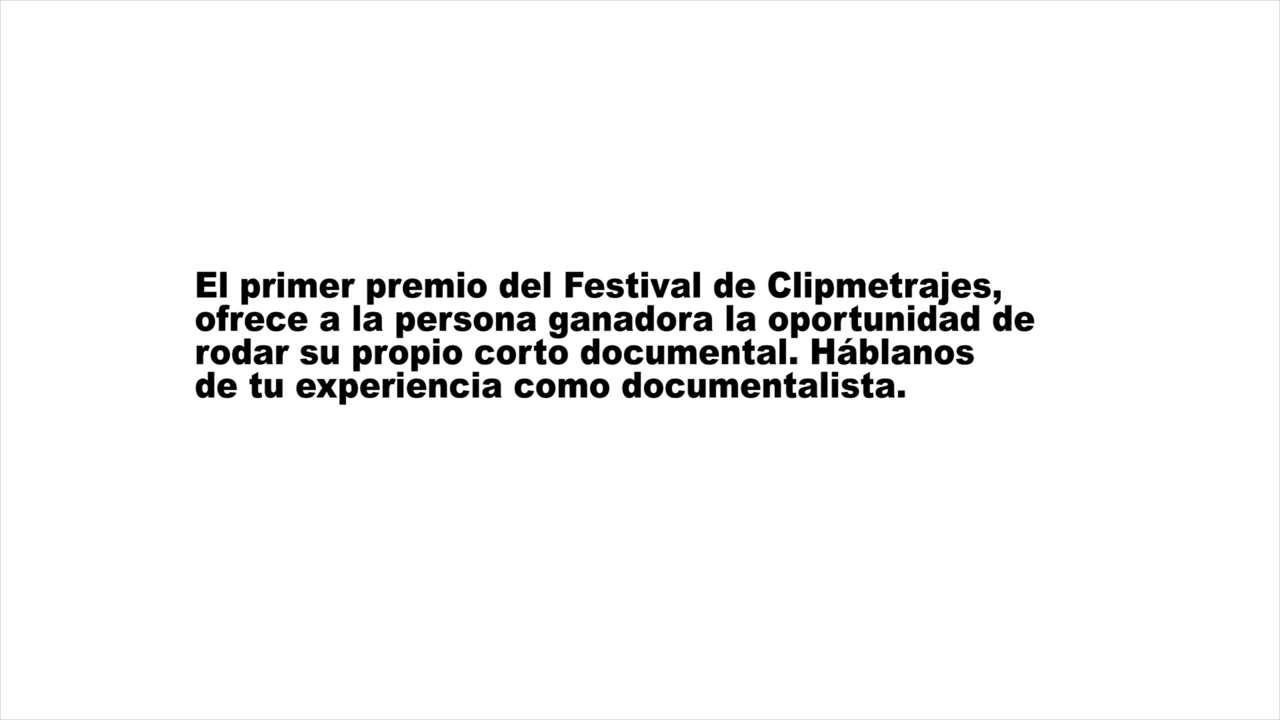 El primer premio del Festival de Clipmetrajes,
ofrece a la persona ganadora la oportunidad de
rodar su propio corto documental. Háblanos
de tu experiencia como documentalista.